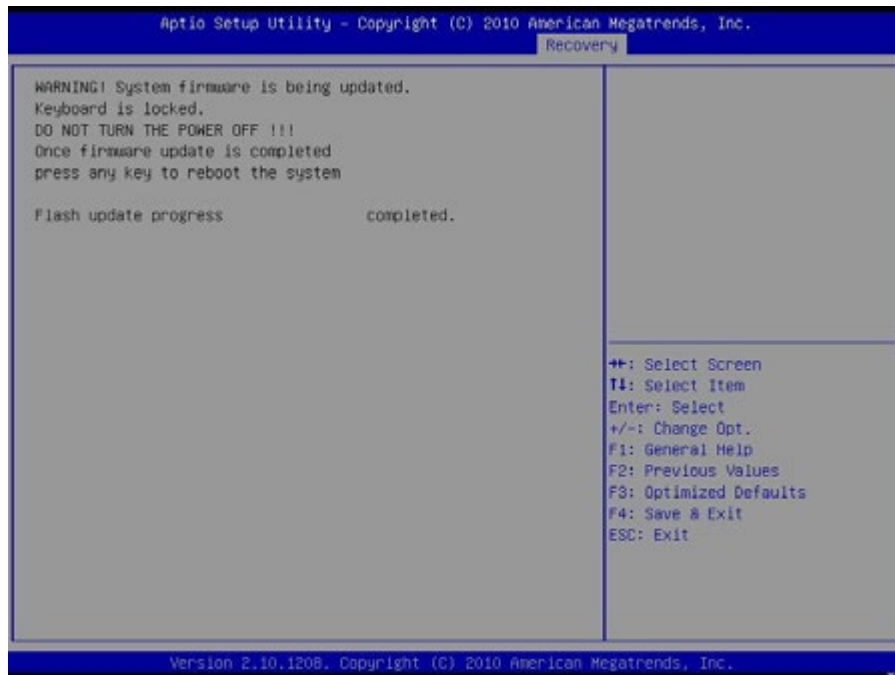 Aptio Setup Utility - Copyright (C) 2010 American Megatrends, Inc.
Recovery
WARNING! System firmware is being updated.
Keyboard is locked.
DO NOT TURN THE POWER OFF !!!
Once firmware update is completed
press any key to reboot the system
Flash update progress completed.
→←: Select Screen
↑↓: Select Item
Enter: Select
+/-: Change Opt.
F1: General Help
F2: Previous Values
F3: Optimized Defaults
F4: Save & Exit
ESC: Exit
Version 2.10.1208. Copyright (C) 2010 American Megatrends, Inc.